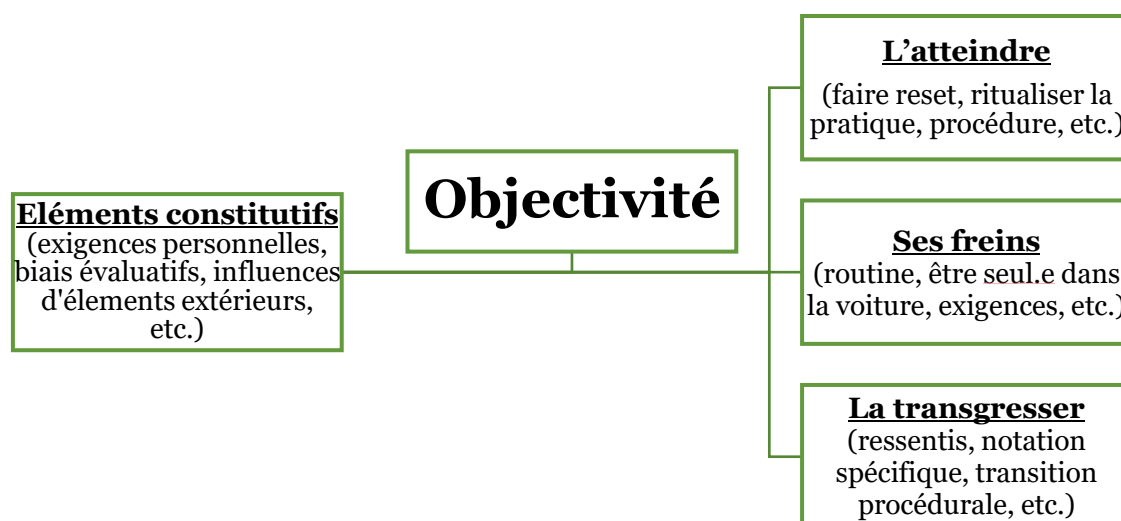 Objectivité
Eléments constitutifs
(exigences personnelles,
biais évaluatifs, influences
d'élements extérieurs,
etc.)
L’atteindre
(faire reset, ritualiser la
pratique, procédure, etc.)
Ses freins
(routine, être seul.e dans
la voiture, exigences, etc.)
La transgresser
(ressentis, notation
spécifique, transition
procédurale, etc.)